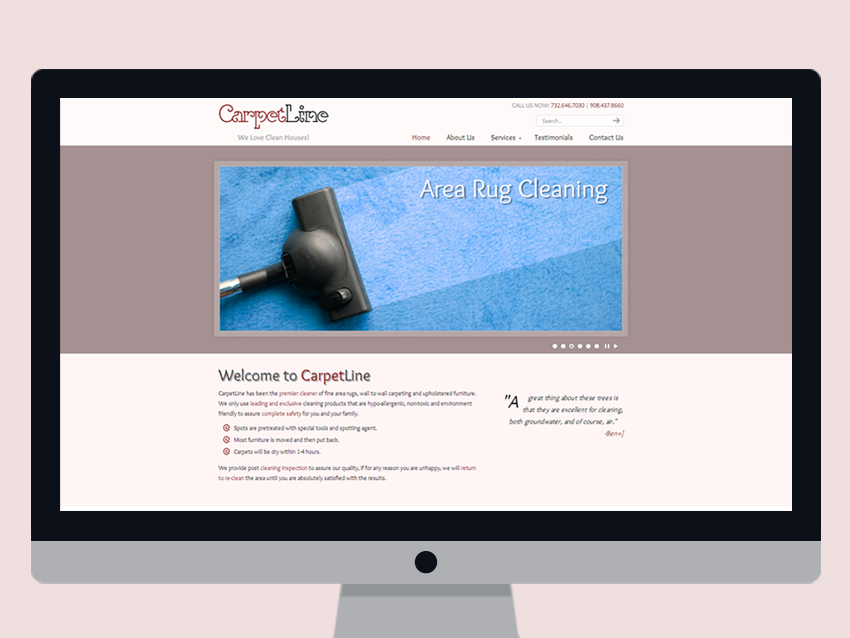 CarpetLine
We Love Clean Houses!
CALL US NOW: 732.646.7030 | 908.437.8660
Search...
Home About Us Services » Testimonials Contact Us
Area Rug Cleaning
Welcome to CarpetLine
CarpetLine has been the premier cleaner of fine area rugs, wall to wall carpeting and upholstered furniture.
We only use leading and exclusive cleaning products that are hypo-allergenic, non-toxic and environment
friendly to assure complete safety for you and your family.
Spots are pretreated with special tools and spotting agent.
Most furniture is moved and then put back.
Carpets will be dry within 1-4 hours.
We provide post cleaning inspection to assure our quality, if for any reason you are unhappy, we will return
to re-clean the area until you are absolutely satisfied with the results.
"A great thing about these trees is
that they are excellent for cleaning,
both groundwater, and of course, air."
-Ben»]